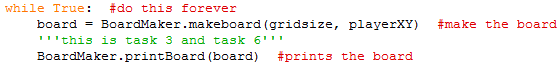 while True:  #do this forever
    board = BoardMaker.makeboard(gridsize, playerXY)  #make the board
    '''this is task 3 and task 6'''
    BoardMaker.printBoard(board)  #prints the board